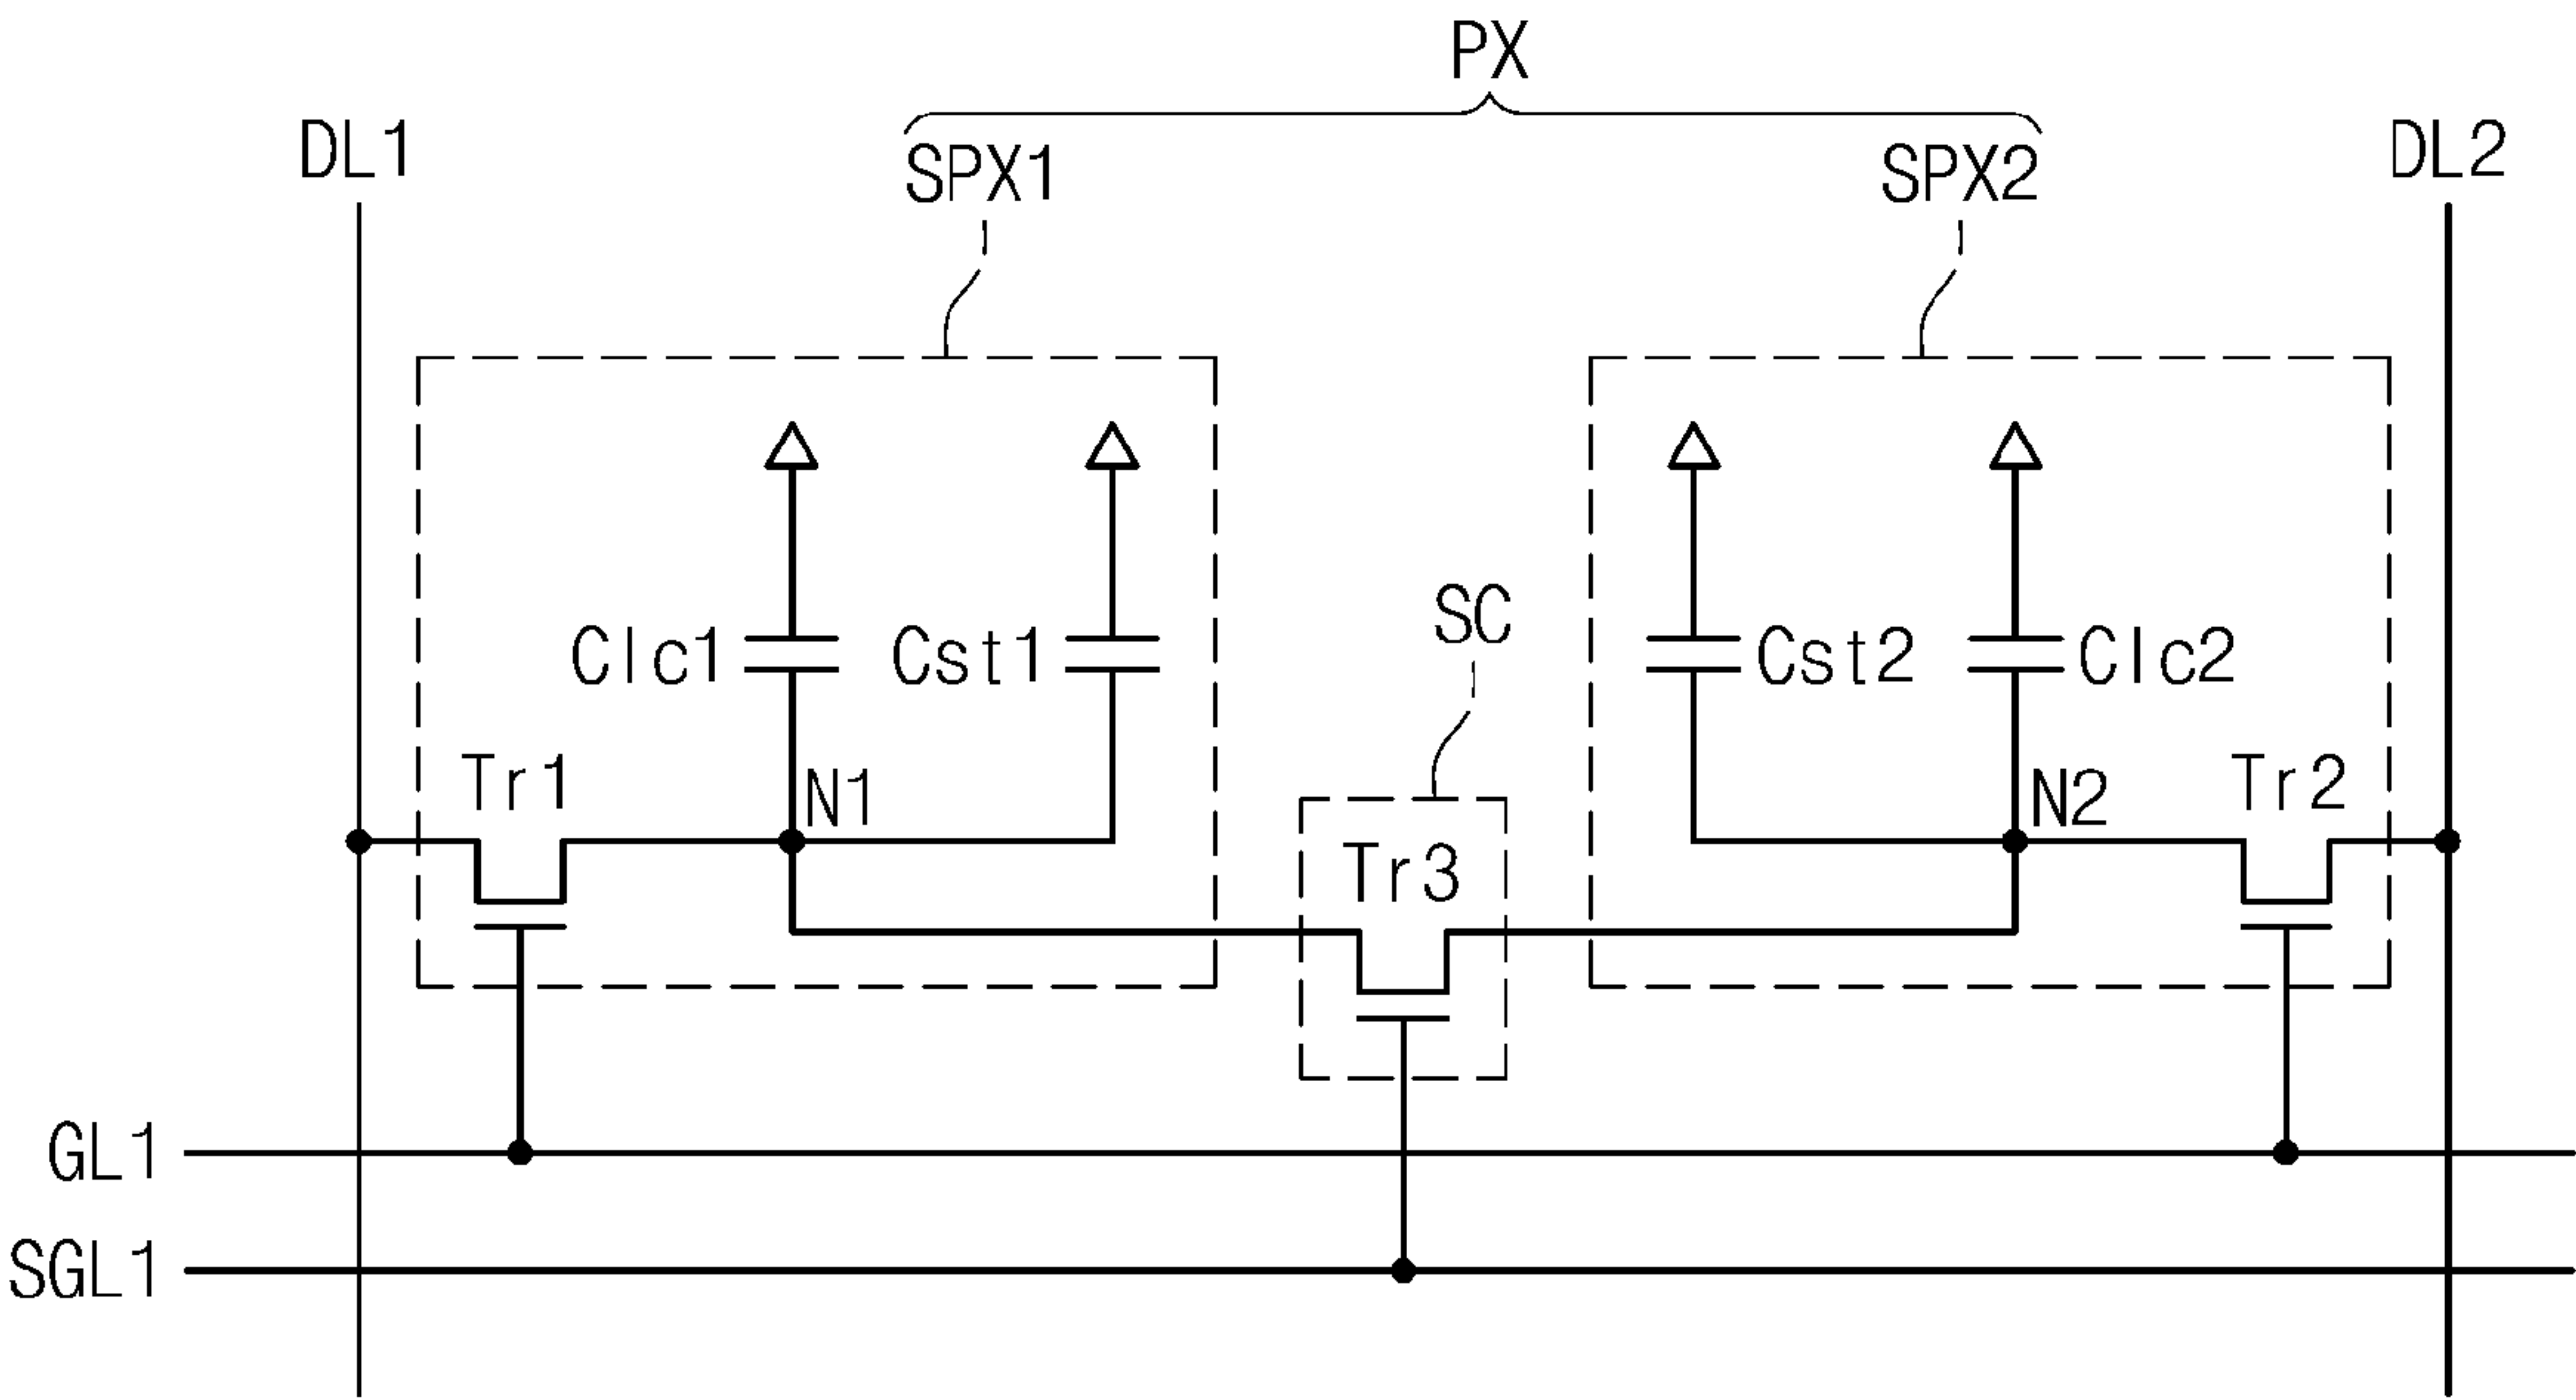 PX
DL1
SPX1
SPX2
DL2
SC
Clc1
Cst1
Cst2
Clc2
Tr1
N1
N2
Tr2
Tr3
GL1
SGL1